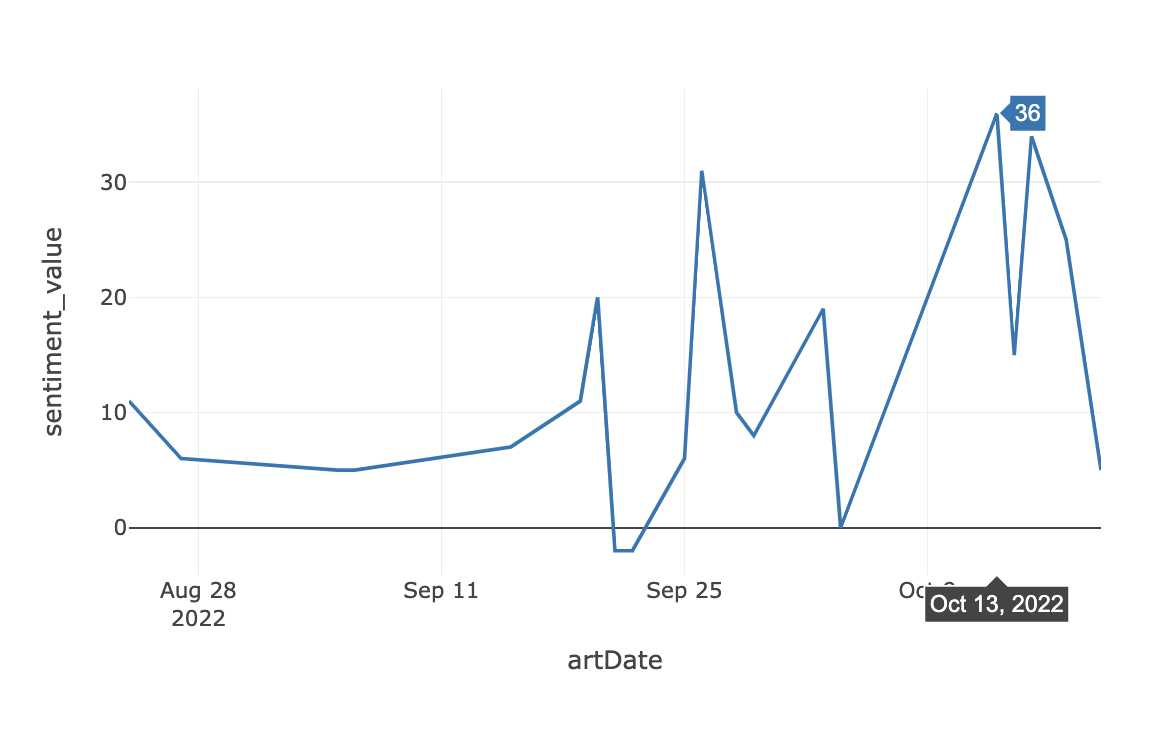 36
30
20
10
0
sentiment_value
Aug 28
2022
Sep 11
Sep 25
Oct 13, 2022
artDate